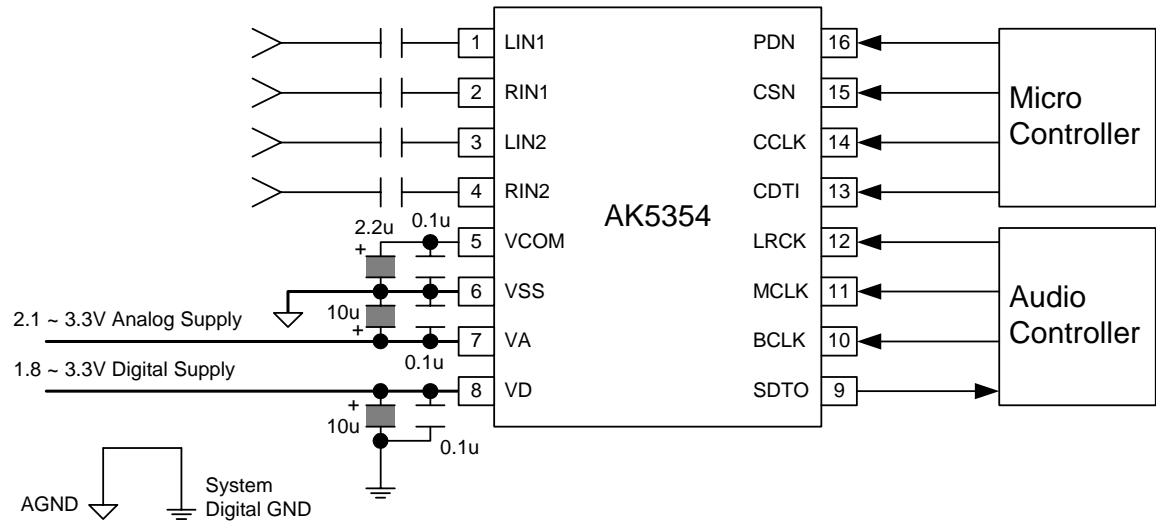 1 LIN1 PDN 16
2 RIN1 CSN 15
Micro
Controller
3 LIN2 CCLK 14
4 RIN2 CDTI 13
AK5354
2.2u 0.1u
+
5 VCOM LRCK 12
6 VSS MCLK 11
Audio
Controller
10u
+
2.1 ~ 3.3V Analog Supply
7 VA BCLK 10
0.1u
1.8 ~ 3.3V Digital Supply
8 VD SDTO 9
+
10u
0.1u
AGND
System
Digital GND